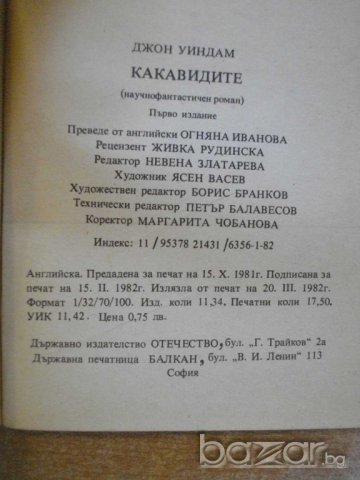 ДЖОН УИНДАМ
КАКАВИДИТЕ
(научнофантастичен роман)
Първо издание
Преведе от английски ОГНЯНА ИВАНОВА
Рецензент ЖИВКА РУДИНСКА
Редактор НЕВЕНА ЗЛАТАРЕВА
Художник ЯСЕН ВАСЕВ
Художествен редактор БОРИС БРАНКОВ
Технически редактор ПЕТЪР БАЛАВЕСОВ
Коректор МАРГАРИТА ЧОБАНОВА
Индекс: 11/95378 21431/6356-1-82
Английска. Предадена за печат на 15. X. 1981г. Подписана за
печат на 15. II. 1982г. Излязла от печат на 20. III. 1982г.
Формат 1/32/70/100. Изд. коли 11,34, Печатни коли 17,50,
УИК 11,42. Цена 0,75 лв.
Държавно издателство ОТЕЧЕСТВО, бул. „Г. Трайков" 2а
Държавна печатница БАЛКАН, бул. „В. И. Ленин" 113
София
bazar.bg